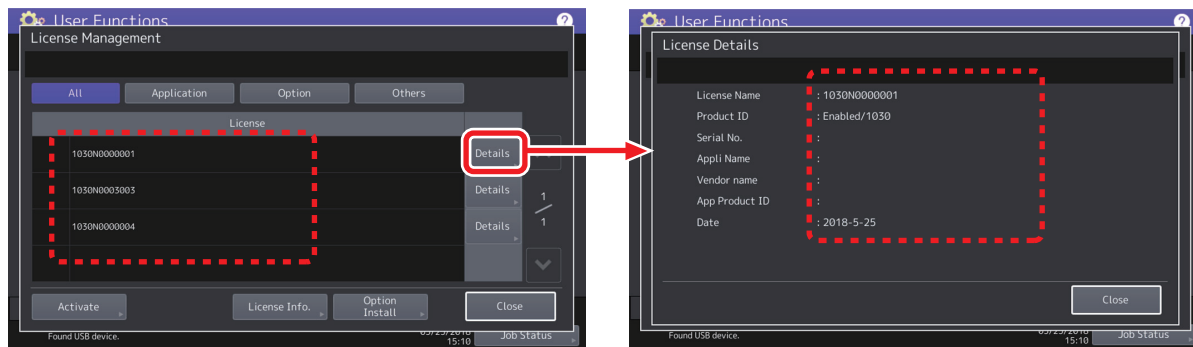 User Functions
?
License Management
All Application Option Others
License
1030N0000001 Details
1030N0003003 Details
1
1030N0000004 Details 1
Activate License Info. Option Install Close
Found USB device. 15:10 Job Status
User Functions
?
License Details
License Name : 1030N0000001
Product ID : Enabled/1030
Serial No. :
Appli Name :
Vendor name :
App Product ID :
Date : 2018-5-25
Close
Found USB device. 15:10 Job Status